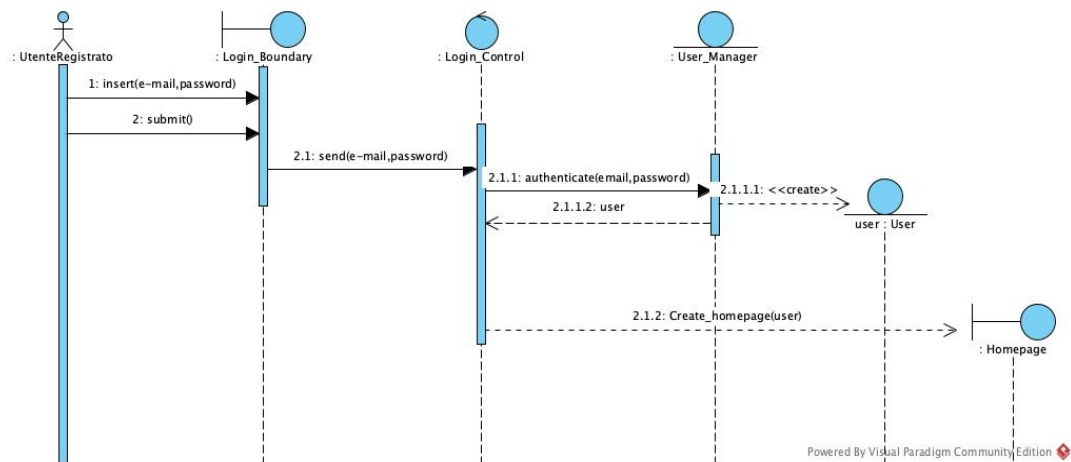 : UtenteRegistrato
: Login_Boundary
: Login_Control
: User_Manager
1: insert(e-mail,password)
2: submit()
2.1: send(e-mail,password)
2.1.1: authenticate(email,password)
2.1.1.1: <<create>>
2.1.1.2: user
user : User
2.1.2: Create_homepage(user)
: Homepage
Powered By Visual Paradigm Community Edition